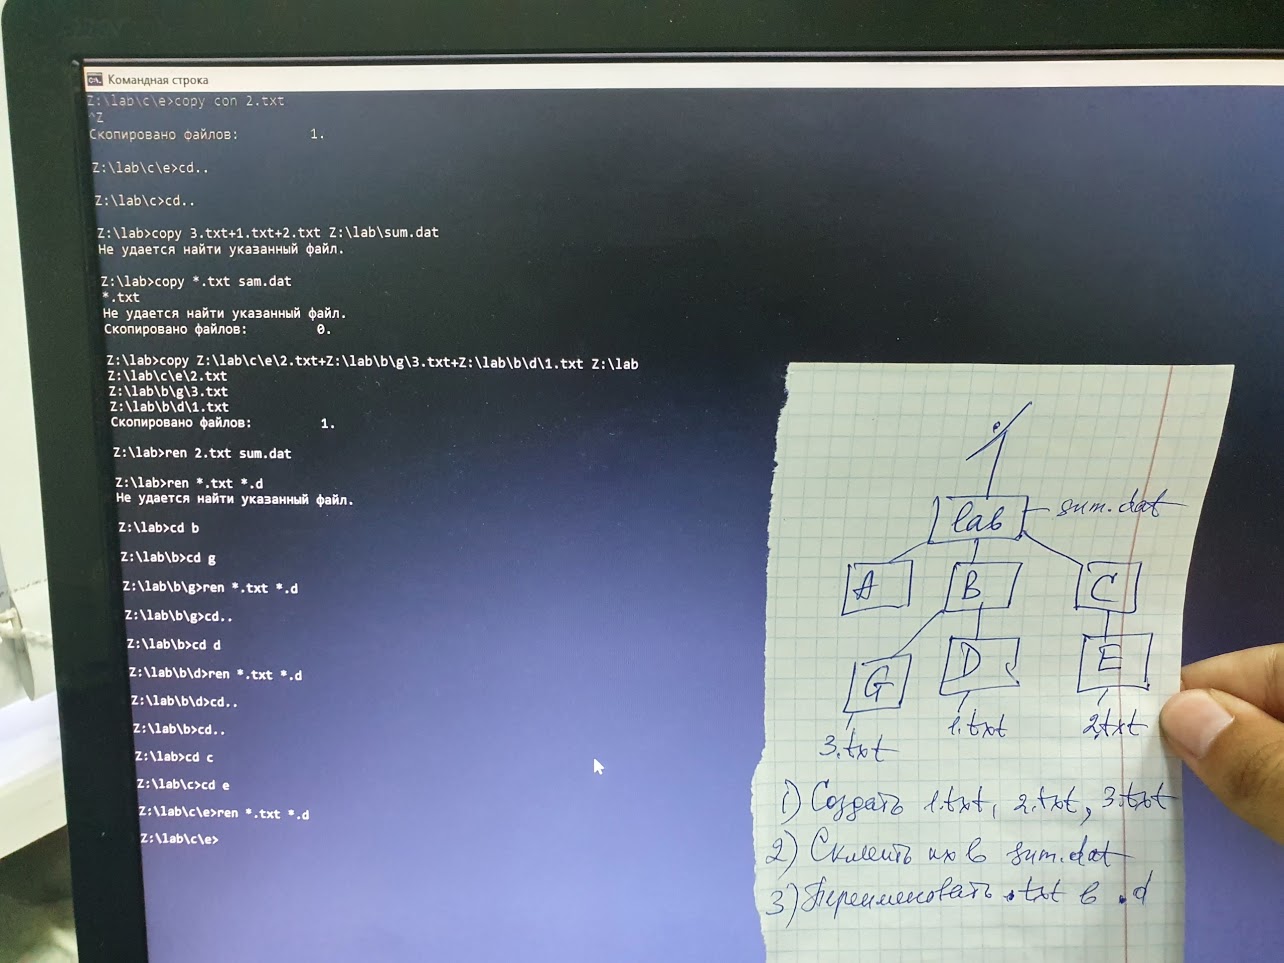 Командная строка
Z:\lab\c\e>copy con 2.txt
^Z
Скопировано файлов:         1.
Z:\lab\c\e>cd..
Z:\lab\c>cd..
Z:\lab>copy 3.txt+1.txt+2.txt Z:\lab\sum.dat
Не удается найти указанный файл.
Z:\lab>copy *.txt sam.dat
*.txt
Не удается найти указанный файл.
Скопировано файлов:         0.
Z:\lab>copy Z:\lab\c\e\2.txt+Z:\lab\b\g\3.txt+Z:\lab\b\d\1.txt Z:\lab
Z:\lab\c\e\2.txt
Z:\lab\b\g\3.txt
Z:\lab\b\d\1.txt
Скопировано файлов:         1.
Z:\lab>ren 2.txt sum.dat
Z:\lab>ren *.txt *.d
Не удается найти указанный файл.
Z:\lab>cd b
Z:\lab\b>cd g
Z:\lab\b\g>ren *.txt *.d
Z:\lab\b\g>cd..
Z:\lab\b>cd d
Z:\lab\b\d>ren *.txt *.d
Z:\lab\b\d>cd..
Z:\lab\b>cd..
Z:\lab>cd c
Z:\lab\c>cd e
Z:\lab\c\e>ren *.txt *.d
Z:\lab\c\e>
lab sum.dat
A B C
G D E
3.txt 1.txt 2.txt
1) Создать 1.txt, 2.txt, 3.txt
2) Склеить их в sum.dat
3) Переименовать .txt в .d